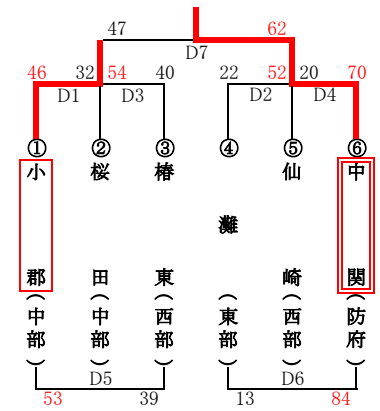 47 62
D7
46 32 54 40 22 52 20 70
D1 D3 D2 D4
① ② ③ ④ ⑤ ⑥
小郡(中部)
桜田(中部)
椿東(西部)
灘(東部)
仙崎(西部)
中関(防府)
D5 D6
53 39 13 84